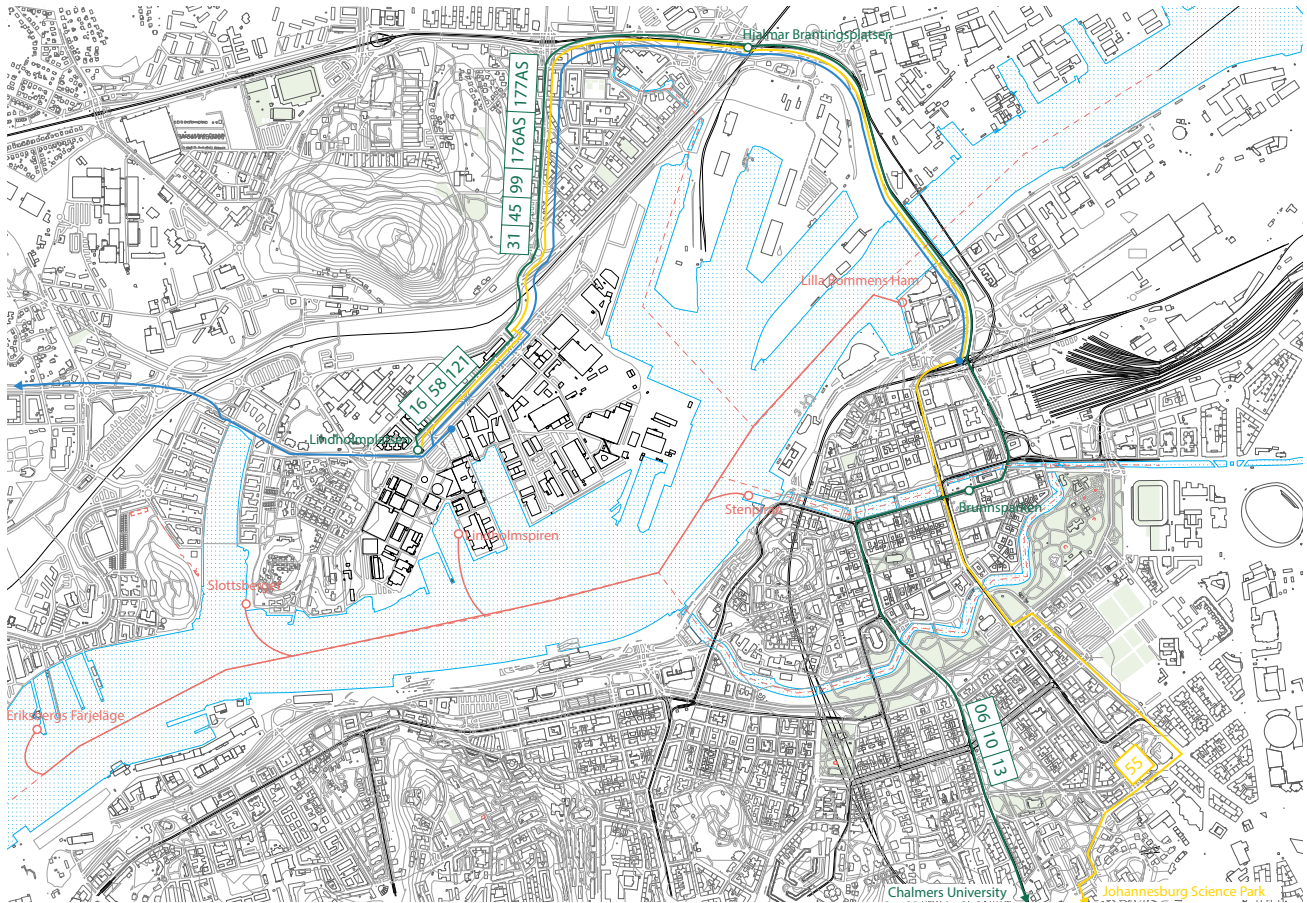 Hjalmar Brantingsplatsen
31 45 99 176AS 177AS
Lilla Bommens Ham
16 58 121
Lindholmplatsen
Stenpiren
Brunnsparken
Lindholmspiren
Slottsberget
Eriksbergs Färjeläge
06 10 13
55
Chalmers University
Johannesburg Science Park